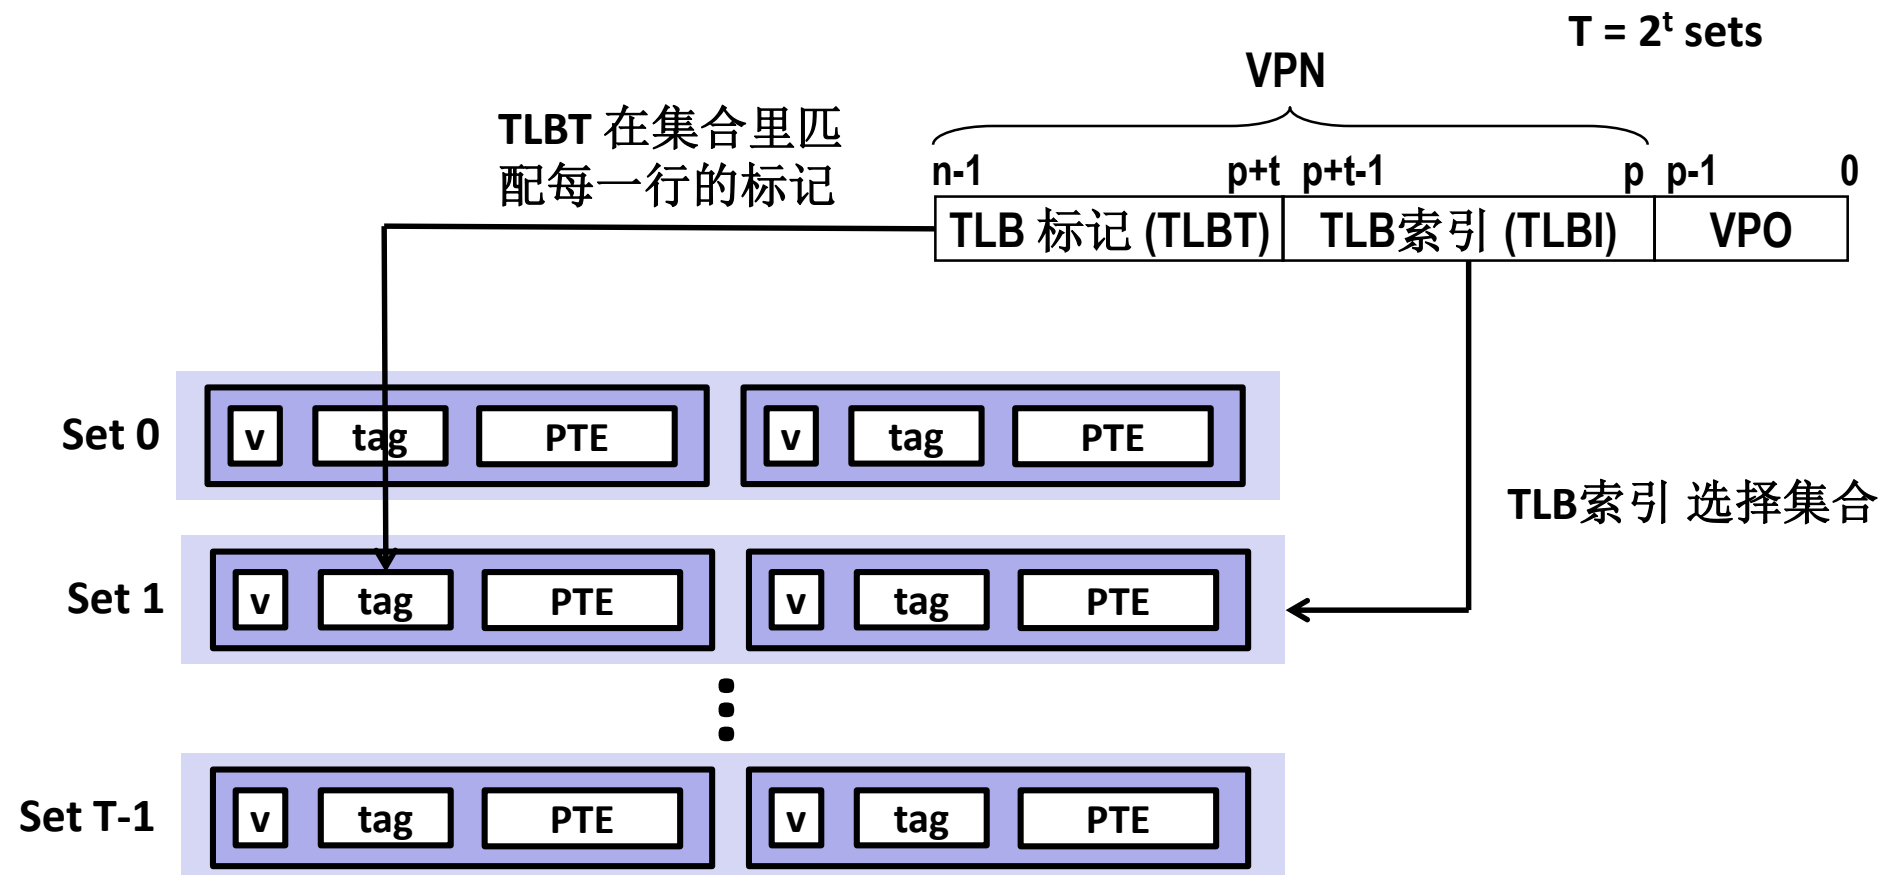 T = 2^t sets
VPN
TLBT 在集合里匹
配每一行的标记
n-1 p+t p+t-1 p p-1 0
TLB 标记 (TLBT) TLB索引 (TLBI) VPO
Set 0 v tag PTE v tag PTE
TLB索引 选择集合
Set 1 v tag PTE v tag PTE
Set T-1 v tag PTE v tag PTE